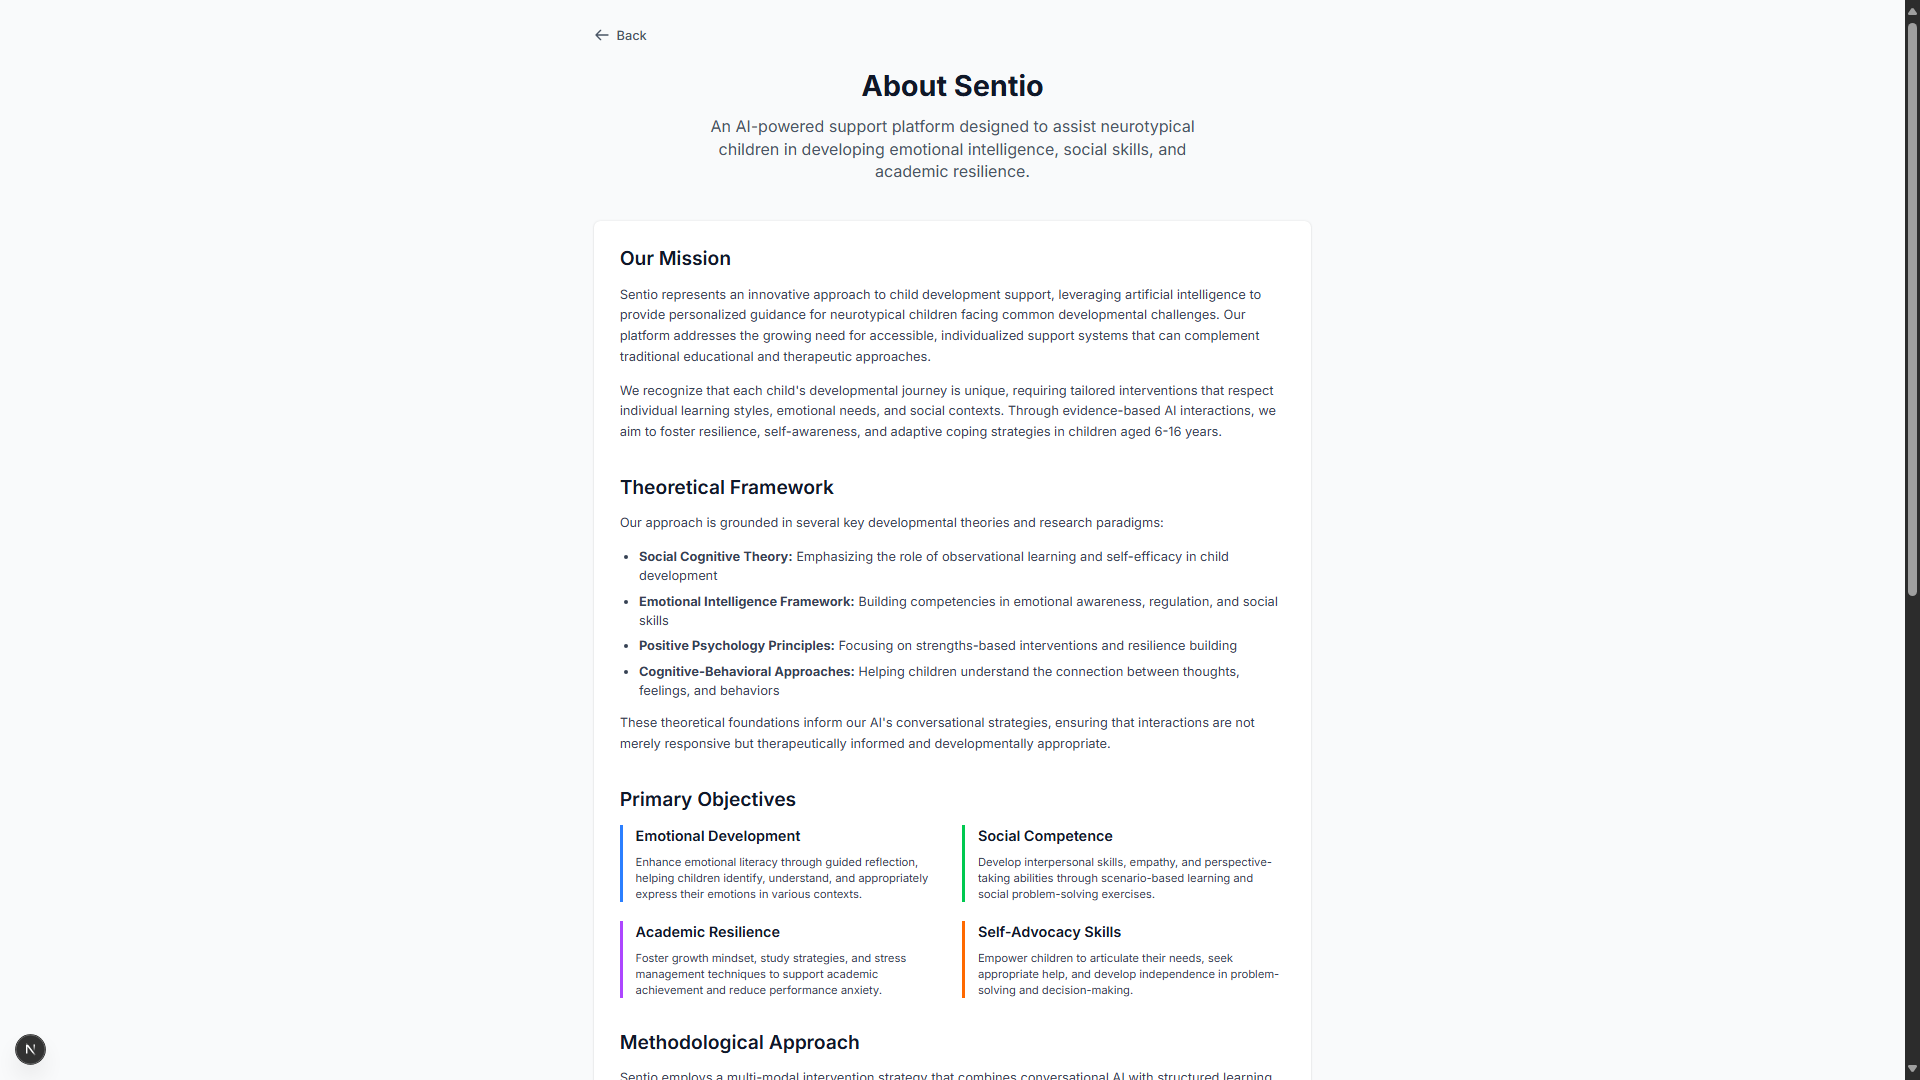 Back
About Sentio
An AI-powered support platform designed to assist neurotypical
children in developing emotional intelligence, social skills, and
academic resilience.
Our Mission
Sentio represents an innovative approach to child development support, leveraging artificial intelligence to
provide personalized guidance for neurotypical children facing common developmental challenges. Our
platform addresses the growing need for accessible, individualized support systems that can complement
traditional educational and therapeutic approaches.
We recognize that each child's developmental journey is unique, requiring tailored interventions that respect
individual learning styles, emotional needs, and social contexts. Through evidence-based AI interactions, we
aim to foster resilience, self-awareness, and adaptive coping strategies in children aged 6-16 years.
Theoretical Framework
Our approach is grounded in several key developmental theories and research paradigms:
• Social Cognitive Theory: Emphasizing the role of observational learning and self-efficacy in child
development
• Emotional Intelligence Framework: Building competencies in emotional awareness, regulation, and social
skills
• Positive Psychology Principles: Focusing on strengths-based interventions and resilience building
• Cognitive-Behavioral Approaches: Helping children understand the connection between thoughts,
feelings, and behaviors
These theoretical foundations inform our AI's conversational strategies, ensuring that interactions are not
merely responsive but therapeutically informed and developmentally appropriate.
Primary Objectives
Emotional Development
Enhance emotional literacy through guided reflection,
helping children identify, understand, and appropriately
express their emotions in various contexts.
Social Competence
Develop interpersonal skills, empathy, and perspective-
taking abilities through scenario-based learning and
social problem-solving exercises.
Academic Resilience
Foster growth mindset, study strategies, and stress
management techniques to support academic
achievement and reduce performance anxiety.
Self-Advocacy Skills
Empower children to articulate their needs, seek
appropriate help, and develop independence in problem-
solving and decision-making.
Methodological Approach
Sentio employs a multi-modal intervention strategy that combines conversational AI with structured learning
N